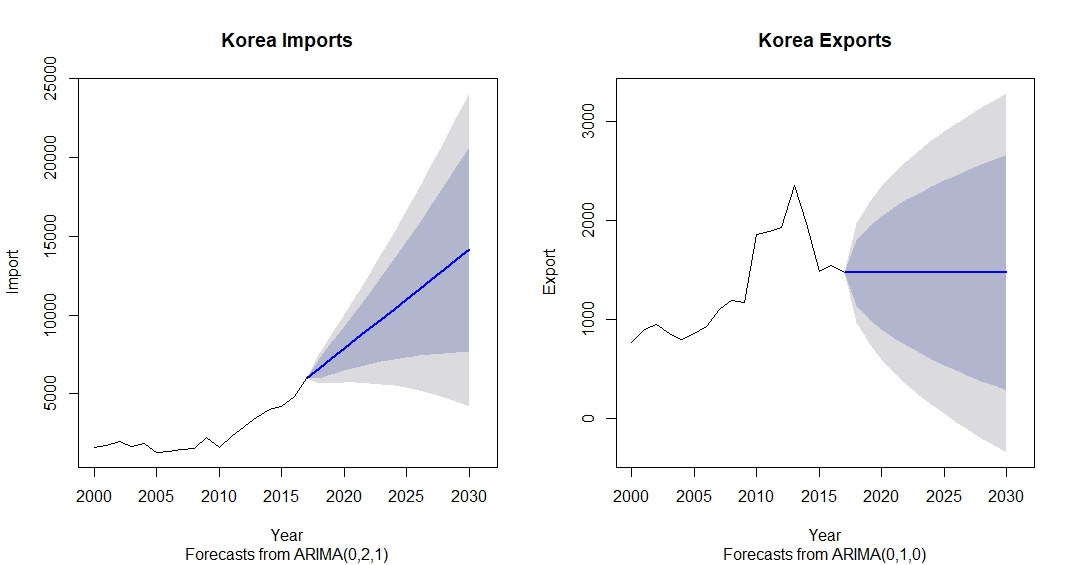 Korea Imports
Import
25000
20000
15000
10000
5000
2000 2005 2010 2015 2020 2025 2030
Year
Forecasts from ARIMA(0,2,1)
Korea Exports
Export
3000
2000
1000
0
2000 2005 2010 2015 2020 2025 2030
Year
Forecasts from ARIMA(0,1,0)